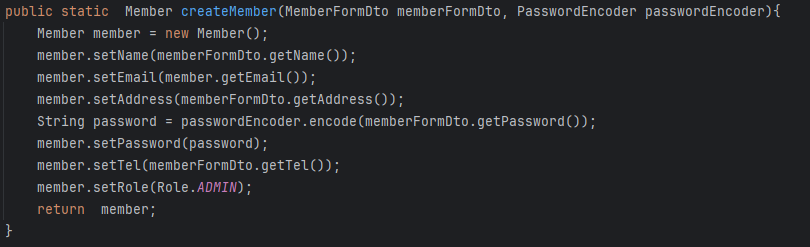 public static  Member createMember(MemberFormDto memberFormDto, PasswordEncoder passwordEncoder){
    Member member = new Member();
    member.setName(memberFormDto.getName());
    member.setEmail(member.getEmail());
    member.setAddress(memberFormDto.getAddress());
    String password = passwordEncoder.encode(memberFormDto.getPassword());
    member.setPassword(password);
    member.setTel(memberFormDto.getTel());
    member.setRole(Role.ADMIN);
    return  member;
}